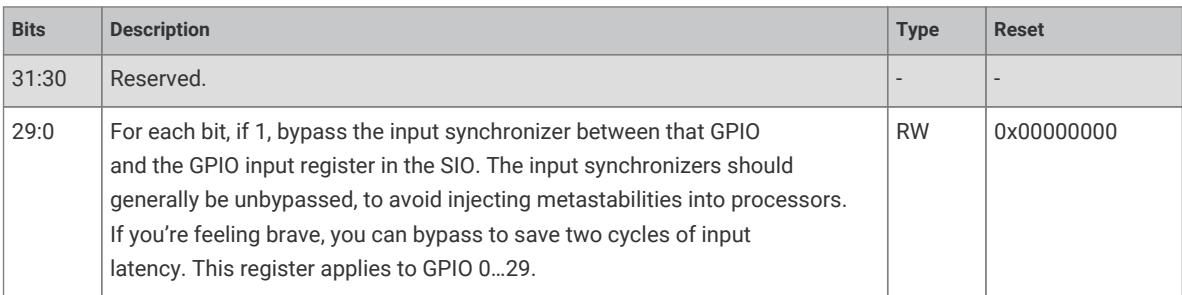 Bits Description Type Reset
31:30 Reserved. - -
29:0 For each bit, if 1, bypass the input synchronizer between that GPIO RW 0x00000000
and the GPIO input register in the SIO. The input synchronizers should
generally be unbypassed, to avoid injecting metastabilities into processors.
If you’re feeling brave, you can bypass to save two cycles of input
latency. This register applies to GPIO 0…29.